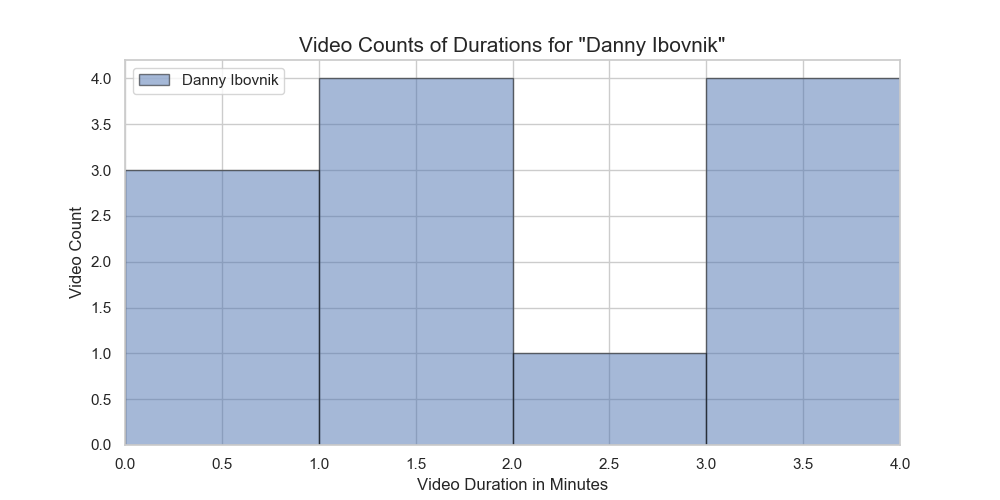 Video Counts of Durations for "Danny Ibovnik"
Danny Ibovnik
Video Count
4.0
3.5
3.0
2.5
2.0
1.5
1.0
0.5
0.0
0.0 0.5 1.0 1.5 2.0 2.5 3.0 3.5 4.0
Video Duration in Minutes